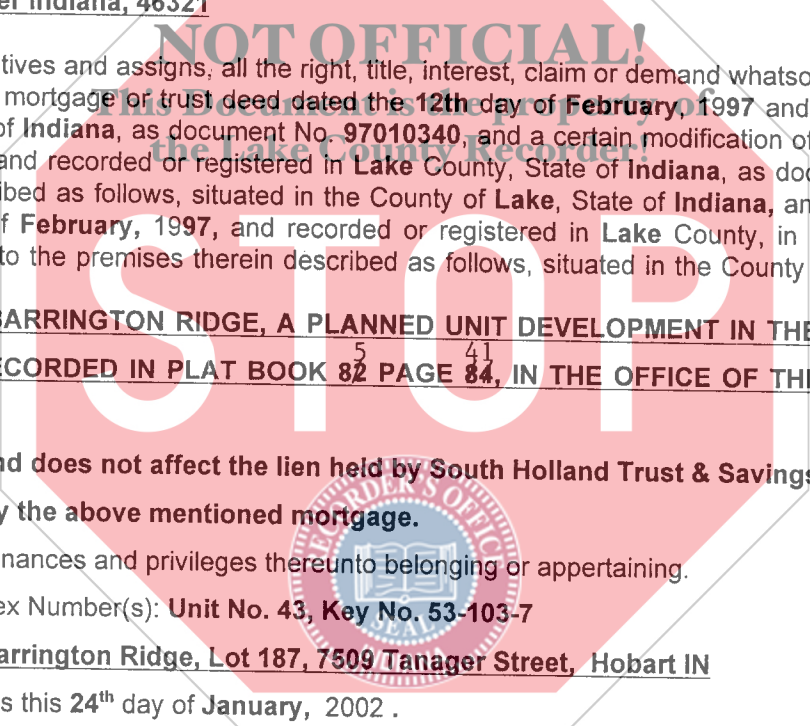 er Indiana, 46321
NOT OFFICIAL!
tives and assigns, all the right, title, interest, claim or demand whatso
This Document is the property of
mortgage or trust deed dated the 12th day of February, 1997 and
of Indiana, as document No. 97010340, and a certain modification of
the Lake County Recorder!
and recorded or registered in Lake County, State of Indiana, as doc
ibed as follows, situated in the County of Lake, State of Indiana, an
f February, 1997, and recorded or registered in Lake County, in
to the premises therein described as follows, situated in the County
STOP
BARRINGTON RIDGE, A PLANNED UNIT DEVELOPMENT IN THE
5 41
ECORDED IN PLAT BOOK 82 PAGE 84, IN THE OFFICE OF THE
nd does not affect the lien held by South Holland Trust & Savings
y the above mentioned mortgage.
nances and privileges thereunto belonging or appertaining.
ex Number(s): Unit No. 43, Key No. 53-103-7
arrington Ridge, Lot 187, 7509 Tanager Street, Hobart IN
s this 24th day of January, 2002 .
RECORDER'S OFFICE
SEAL
INDIANA